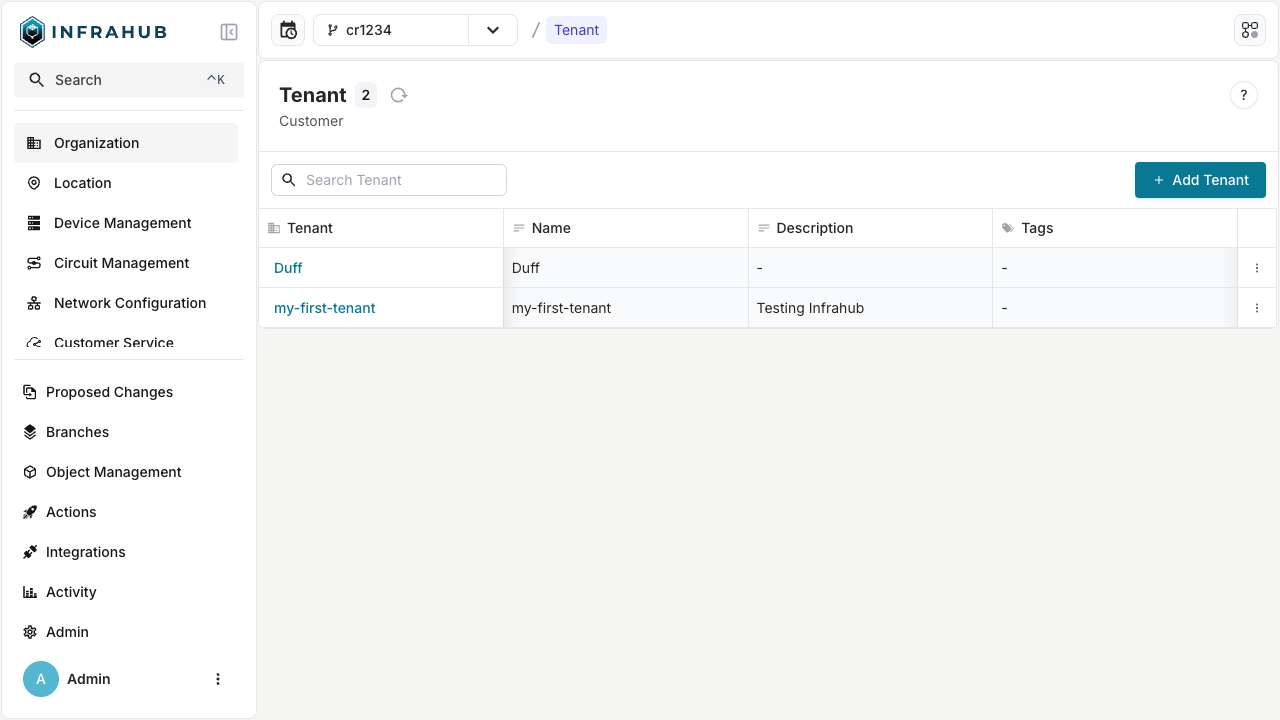 INFRAHUB
Search ^K
Organization
Location
Device Management
Circuit Management
Network Configuration
Customer Service
Proposed Changes
Branches
Object Management
Actions
Integrations
Activity
Admin
A Admin
cr1234 / Tenant
Tenant 2
?
Customer
Search Tenant
+ Add Tenant
Tenant Name Description Tags
Duff Duff - -
my-first-tenant my-first-tenant Testing Infrahub -